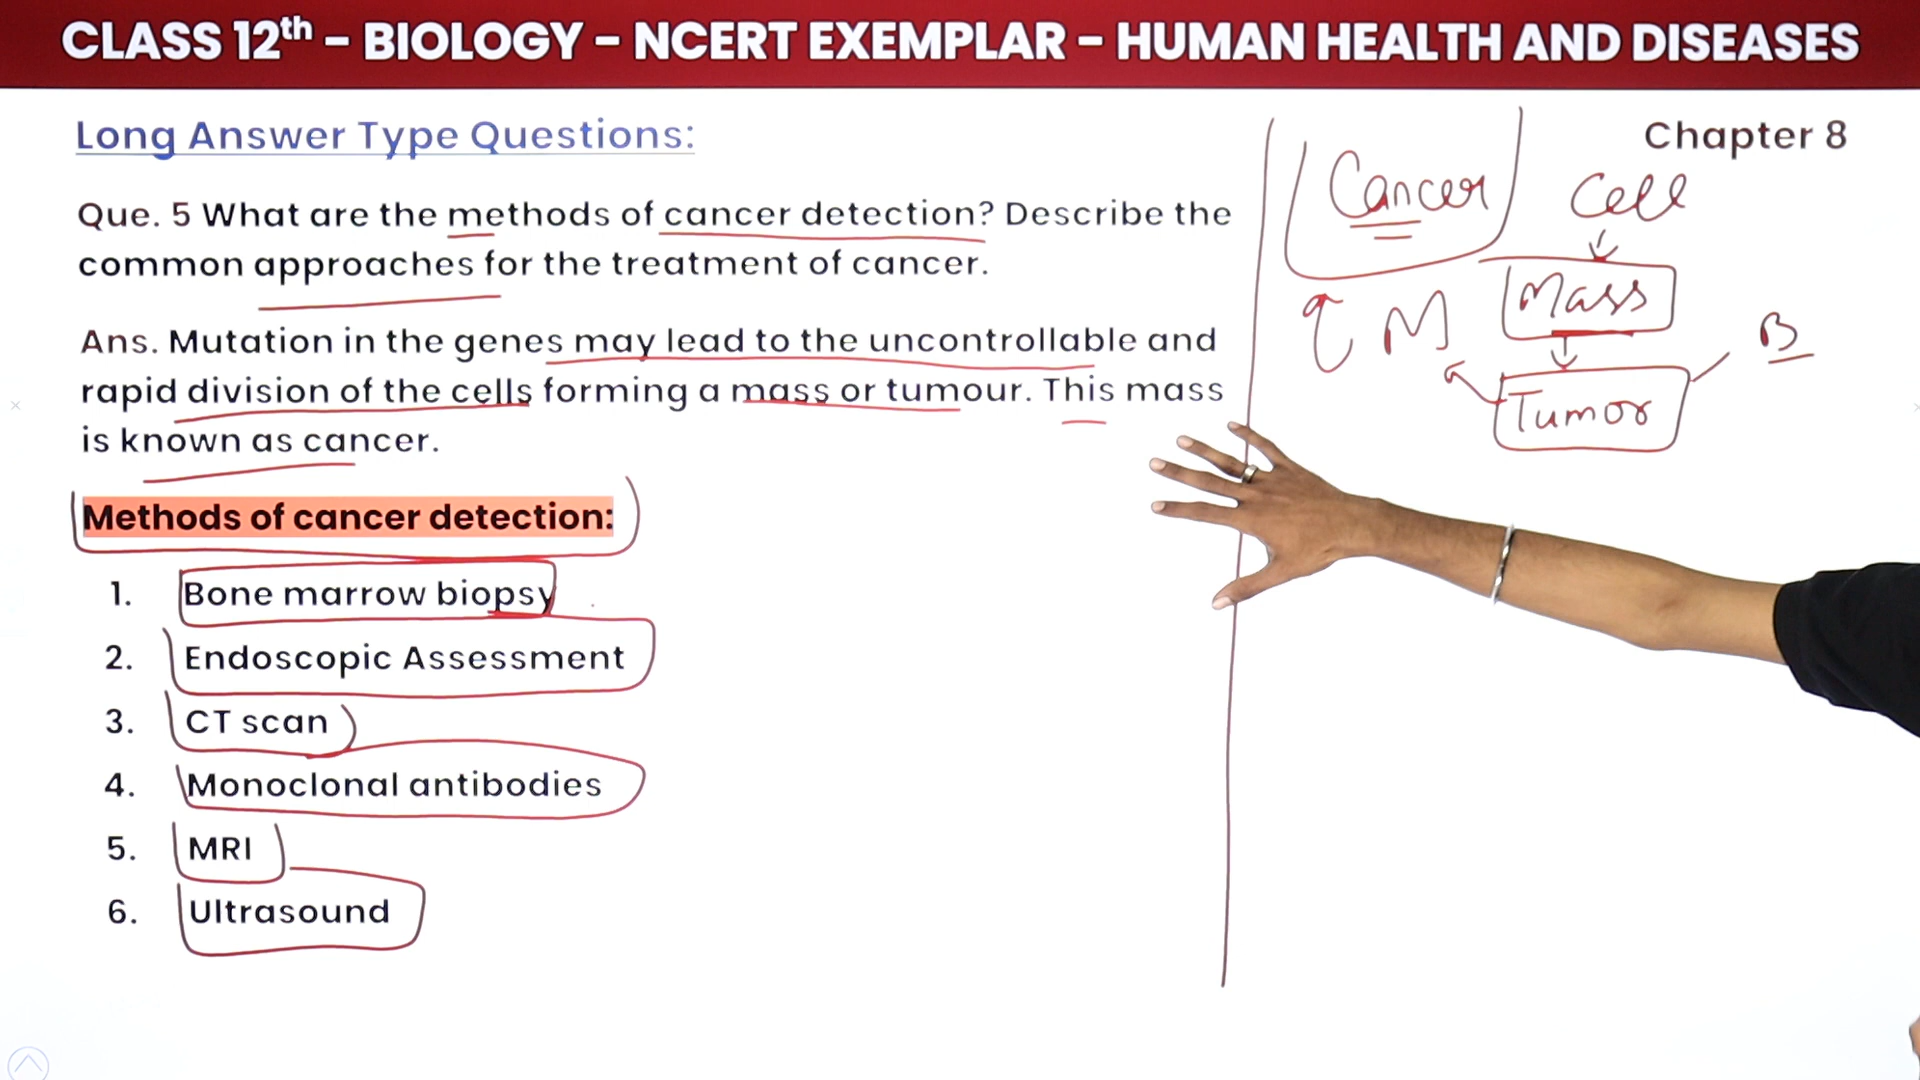 CLASS 12th – BIOLOGY – NCERT EXEMPLAR – HUMAN HEALTH AND DISEASES
Long Answer Type Questions:
Chapter 8
Que. 5 What are the methods of cancer detection? Describe the
common approaches for the treatment of cancer.
Ans. Mutation in the genes may lead to the uncontrollable and
rapid division of the cells forming a mass or tumour. This mass
is known as cancer.
Methods of cancer detection:
1. Bone marrow biopsy
2. Endoscopic Assessment
3. CT scan
4. Monoclonal antibodies
5. MRI
6. Ultrasound
Cancer
Cell
Mass
M
B
Tumor